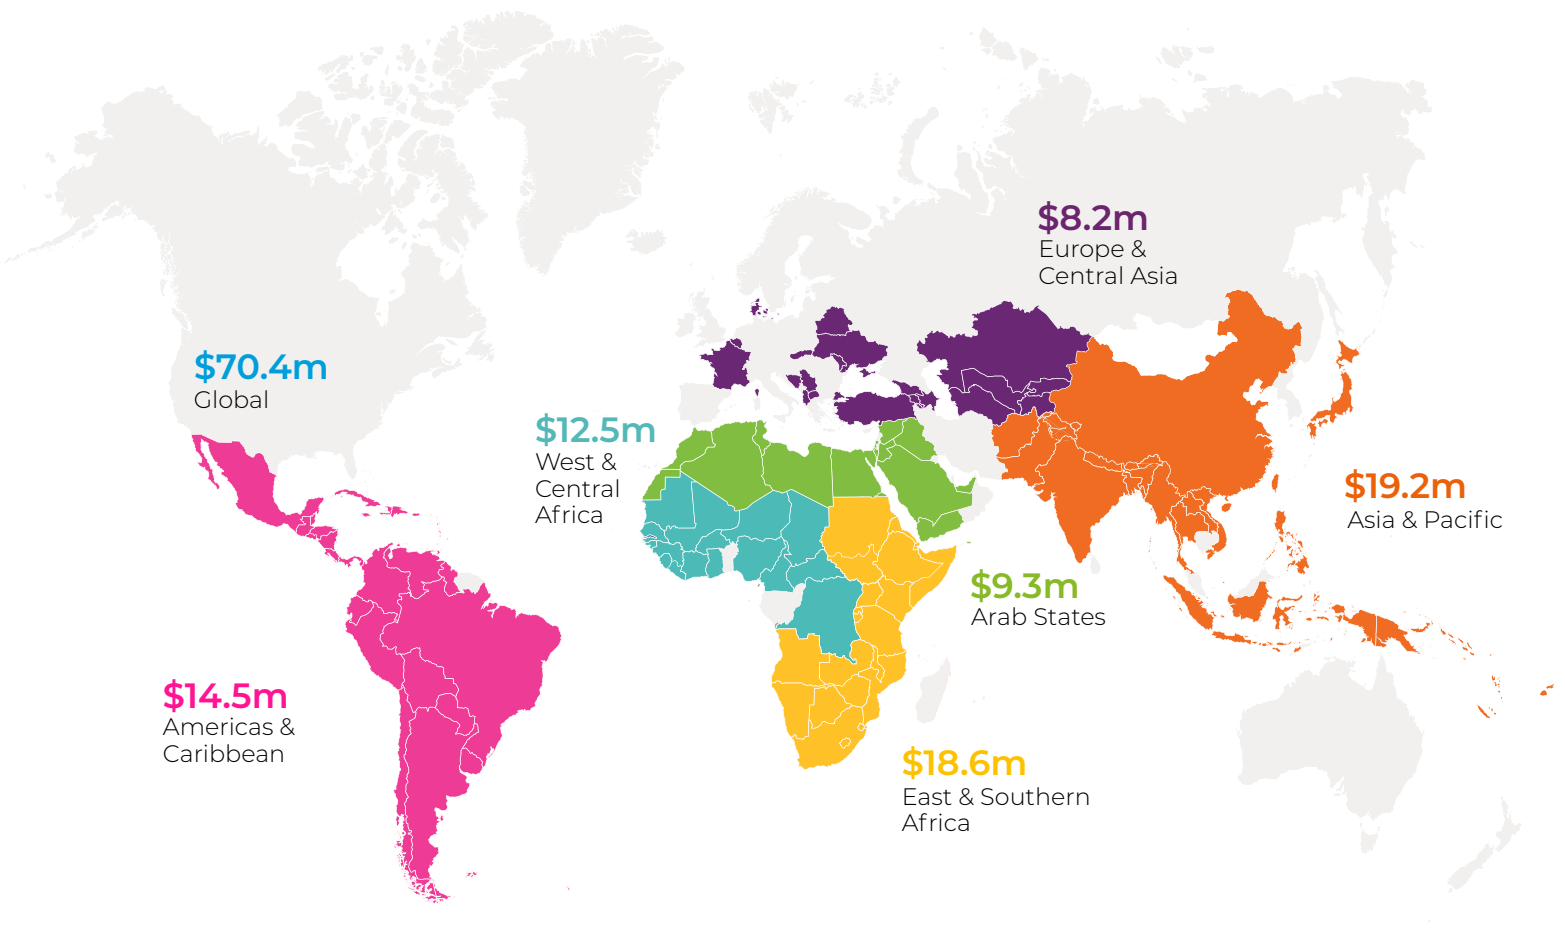 $8.2m
Europe &
Central Asia
$70.4m
Global
$12.5m
West &
Central
Africa
$19.2m
Asia & Pacific
$9.3m
Arab States
$14.5m
Americas &
Caribbean
$18.6m
East & Southern
Africa